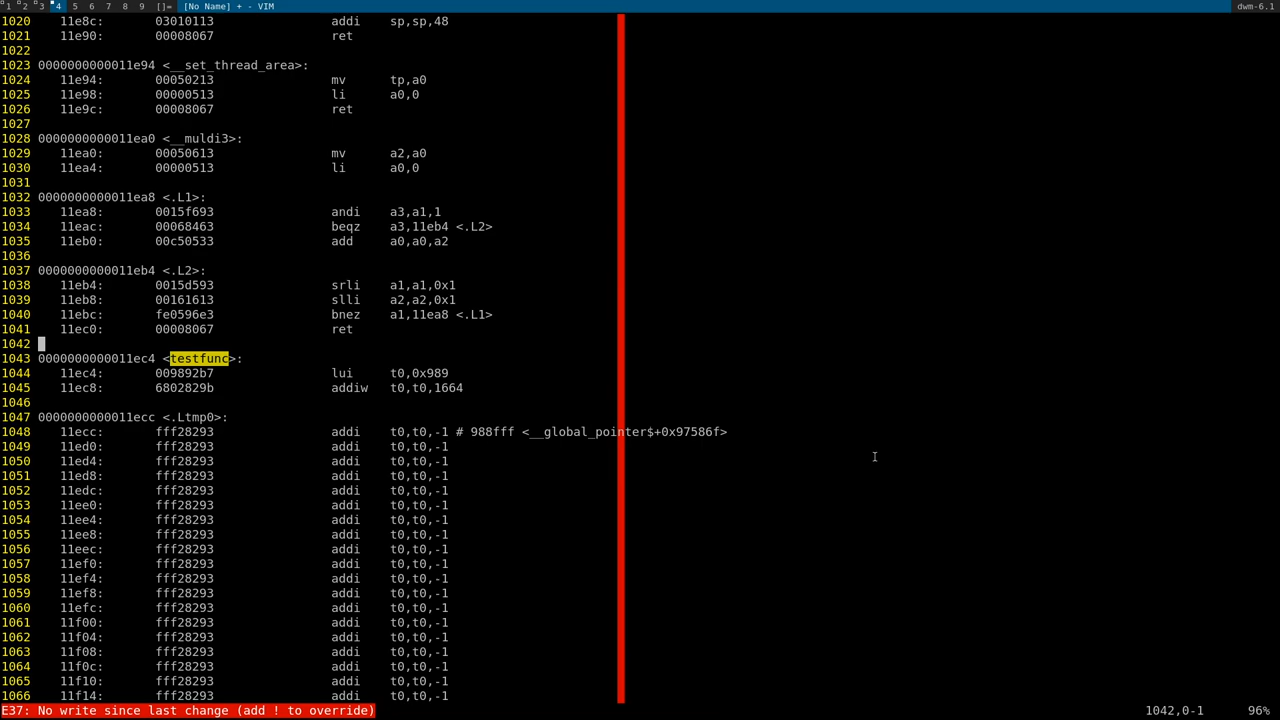 1 2 3 4 5 6 7 8 9 []= [No Name] + - VIM dwm-6.1
1020 11e8c: 03010113 addi sp,sp,48
1021 11e90: 00008067 ret
1022
1023 0000000000011e94 <__set_thread_area>:
1024 11e94: 00050213 mv tp,a0
1025 11e98: 00000513 li a0,0
1026 11e9c: 00008067 ret
1027
1028 0000000000011ea0 <__muldi3>:
1029 11ea0: 00050613 mv a2,a0
1030 11ea4: 00000513 li a0,0
1031
1032 0000000000011ea8 <.L1>:
1033 11ea8: 0015f693 andi a3,a1,1
1034 11eac: 00068463 beqz a3,11eb4 <.L2>
1035 11eb0: 00c50533 add a0,a0,a2
1036
1037 0000000000011eb4 <.L2>:
1038 11eb4: 0015d593 srli a1,a1,0x1
1039 11eb8: 00161613 slli a2,a2,0x1
1040 11ebc: fe0596e3 bnez a1,11ea8 <.L1>
1041 11ec0: 00008067 ret
1042
1043 0000000000011ec4 <testfunc>:
1044 11ec4: 009892b7 lui t0,0x989
1045 11ec8: 6802829b addiw t0,t0,1664
1046
1047 0000000000011ecc <.Ltmp0>:
1048 11ecc: fff28293 addi t0,t0,-1 # 988fff <__global_pointer$+0x97586f>
1049 11ed0: fff28293 addi t0,t0,-1
1050 11ed4: fff28293 addi t0,t0,-1
1051 11ed8: fff28293 addi t0,t0,-1
1052 11edc: fff28293 addi t0,t0,-1
1053 11ee0: fff28293 addi t0,t0,-1
1054 11ee4: fff28293 addi t0,t0,-1
1055 11ee8: fff28293 addi t0,t0,-1
1056 11eec: fff28293 addi t0,t0,-1
1057 11ef0: fff28293 addi t0,t0,-1
1058 11ef4: fff28293 addi t0,t0,-1
1059 11ef8: fff28293 addi t0,t0,-1
1060 11efc: fff28293 addi t0,t0,-1
1061 11f00: fff28293 addi t0,t0,-1
1062 11f04: fff28293 addi t0,t0,-1
1063 11f08: fff28293 addi t0,t0,-1
1064 11f0c: fff28293 addi t0,t0,-1
1065 11f10: fff28293 addi t0,t0,-1
1066 11f14: fff28293 addi t0,t0,-1
E37: No write since last change (add ! to override) 1042,0-1 96%